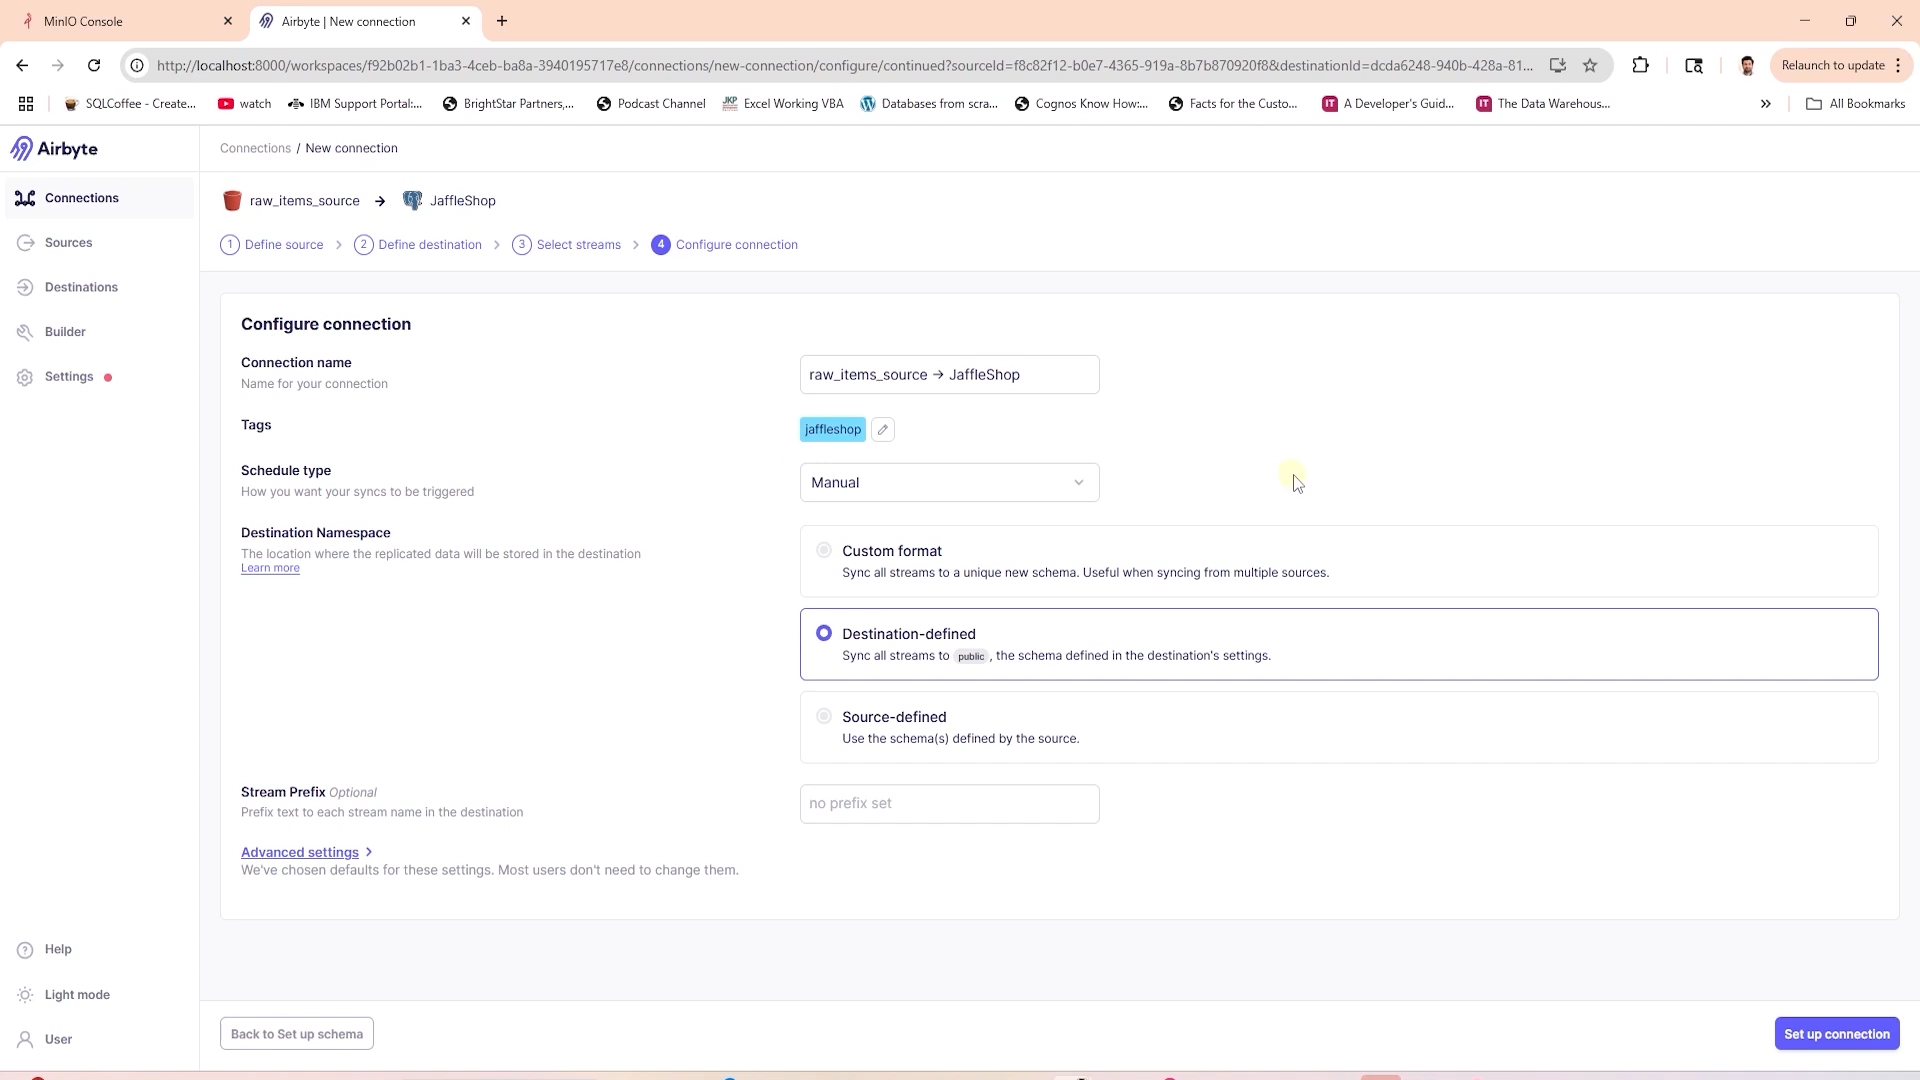 MinIO Console
Airbyte | New connection
http://localhost:8000/workspaces/f92b02b1-1ba3-4ceb-ba8a-3940195717e8/connections/new-connection/configure/continued?sourceId=f8c82f12-b0e7-4365-919a-8b7b870920f8&destinationId=dcda6248-940b-428a-81...
Relaunch to update
SQLCoffee - Create...
watch
IBM Support Portal:...
BrightStar Partners,...
Podcast Channel
JKP Excel Working VBA
Databases from scra...
Cognos Know How:...
Facts for the Custo...
IT A Developer's Guid...
IT The Data Warehous...
All Bookmarks
Airbyte
Connections / New connection
Connections
Sources
Destinations
Builder
Settings
raw_items_source → JaffleShop
1 Define source
2 Define destination
3 Select streams
4 Configure connection
Configure connection
Connection name
Name for your connection
raw_items_source → JaffleShop
Tags
jaffleshop
Schedule type
How you want your syncs to be triggered
Manual
Destination Namespace
The location where the replicated data will be stored in the destination
Learn more
Custom format
Sync all streams to a unique new schema. Useful when syncing from multiple sources.
Destination-defined
Sync all streams to public, the schema defined in the destination's settings.
Source-defined
Use the schema(s) defined by the source.
Stream Prefix Optional
Prefix text to each stream name in the destination
no prefix set
Advanced settings
We've chosen defaults for these settings. Most users don't need to change them.
Help
Light mode
User
Back to Set up schema
Set up connection